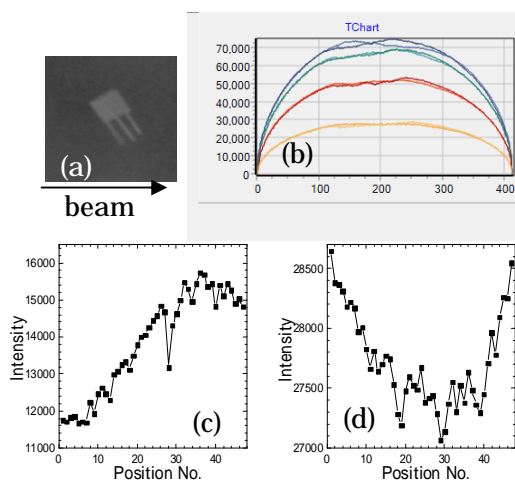 TChart
70,000
60,000
50,000
40,000
30,000
20,000
10,000
0
0 100 200 300 400
(a)
(b)
beam
16000
15000
14000
13000
12000
11000
Intensity
0 10 20 30 40
Position No.
(c)
28500
28000
27500
27000
Intensity
0 10 20 30 40
Position No.
(d)